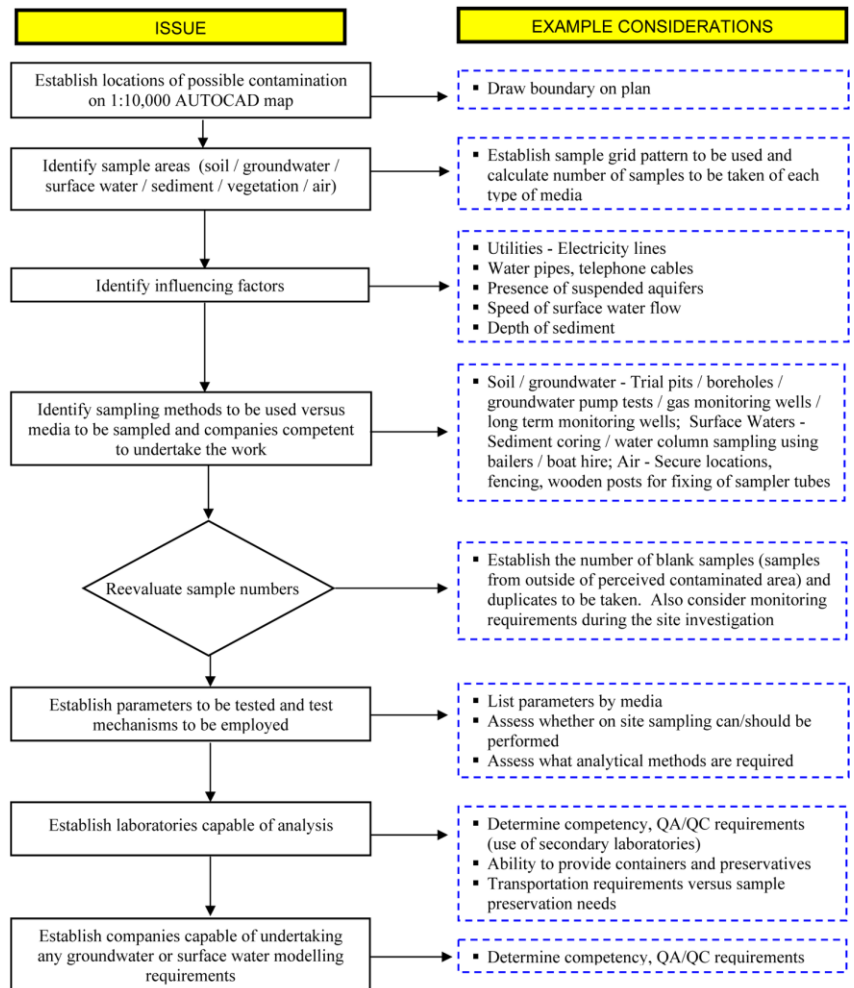 ISSUE
EXAMPLE CONSIDERATIONS
Establish locations of possible contamination
on 1:10,000 AUTOCAD map
▪ Draw boundary on plan
Identify sample areas (soil / groundwater /
surface water / sediment / vegetation / air)
▪ Establish sample grid pattern to be used and
calculate number of samples to be taken of each
type of media
Identify influencing factors
▪ Utilities - Electricity lines
▪ Water pipes, telephone cables
▪ Presence of suspended aquifers
▪ Speed of surface water flow
▪ Depth of sediment
Identify sampling methods to be used versus
media to be sampled and companies competent
to undertake the work
▪ Soil / groundwater - Trial pits / boreholes /
groundwater pump tests / gas monitoring wells /
long term monitoring wells; Surface Waters -
Sediment coring / water column sampling using
bailers / boat hire; Air - Secure locations,
fencing, wooden posts for fixing of sampler tubes
Reevaluate sample numbers
▪ Establish the number of blank samples (samples
from outside of perceived contaminated area) and
duplicates to be taken. Also consider monitoring
requirements during the site investigation
Establish parameters to be tested and test
mechanisms to be employed
▪ List parameters by media
▪ Assess whether on site sampling can/should be
performed
▪ Assess what analytical methods are required
Establish laboratories capable of analysis
▪ Determine competency, QA/QC requirements
(use of secondary laboratories)
▪ Ability to provide containers and preservatives
▪ Transportation requirements versus sample
preservation needs
Establish companies capable of undertaking
any groundwater or surface water modelling
requirements
▪ Determine competency, QA/QC requirements